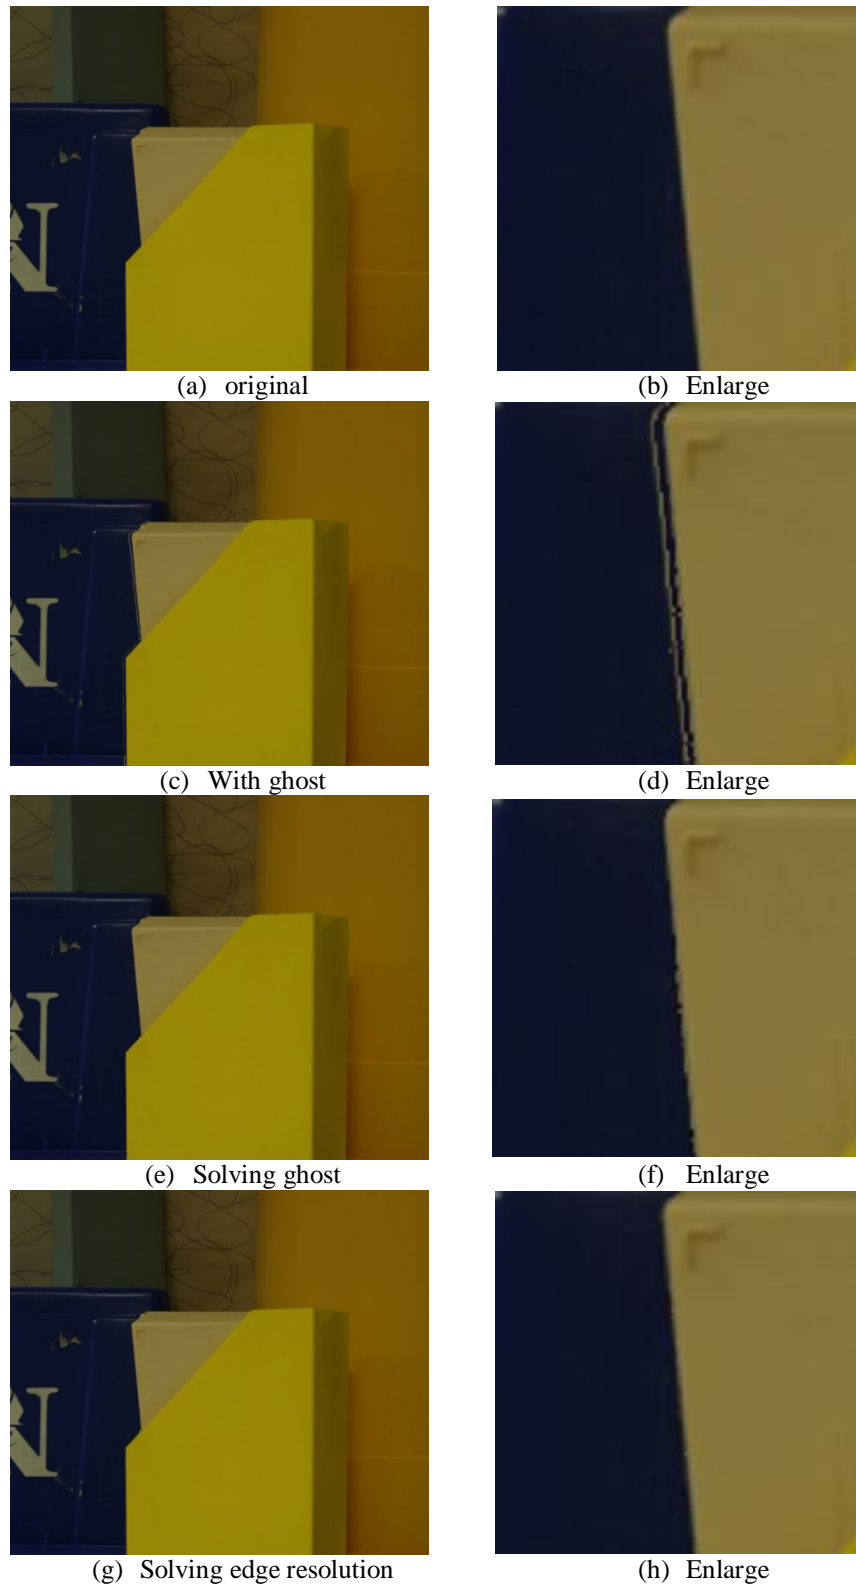 (a) original
(b) Enlarge
(c) With ghost
(d) Enlarge
(e) Solving ghost
(f) Enlarge
(g) Solving edge resolution
(h) Enlarge
N
N
N
N